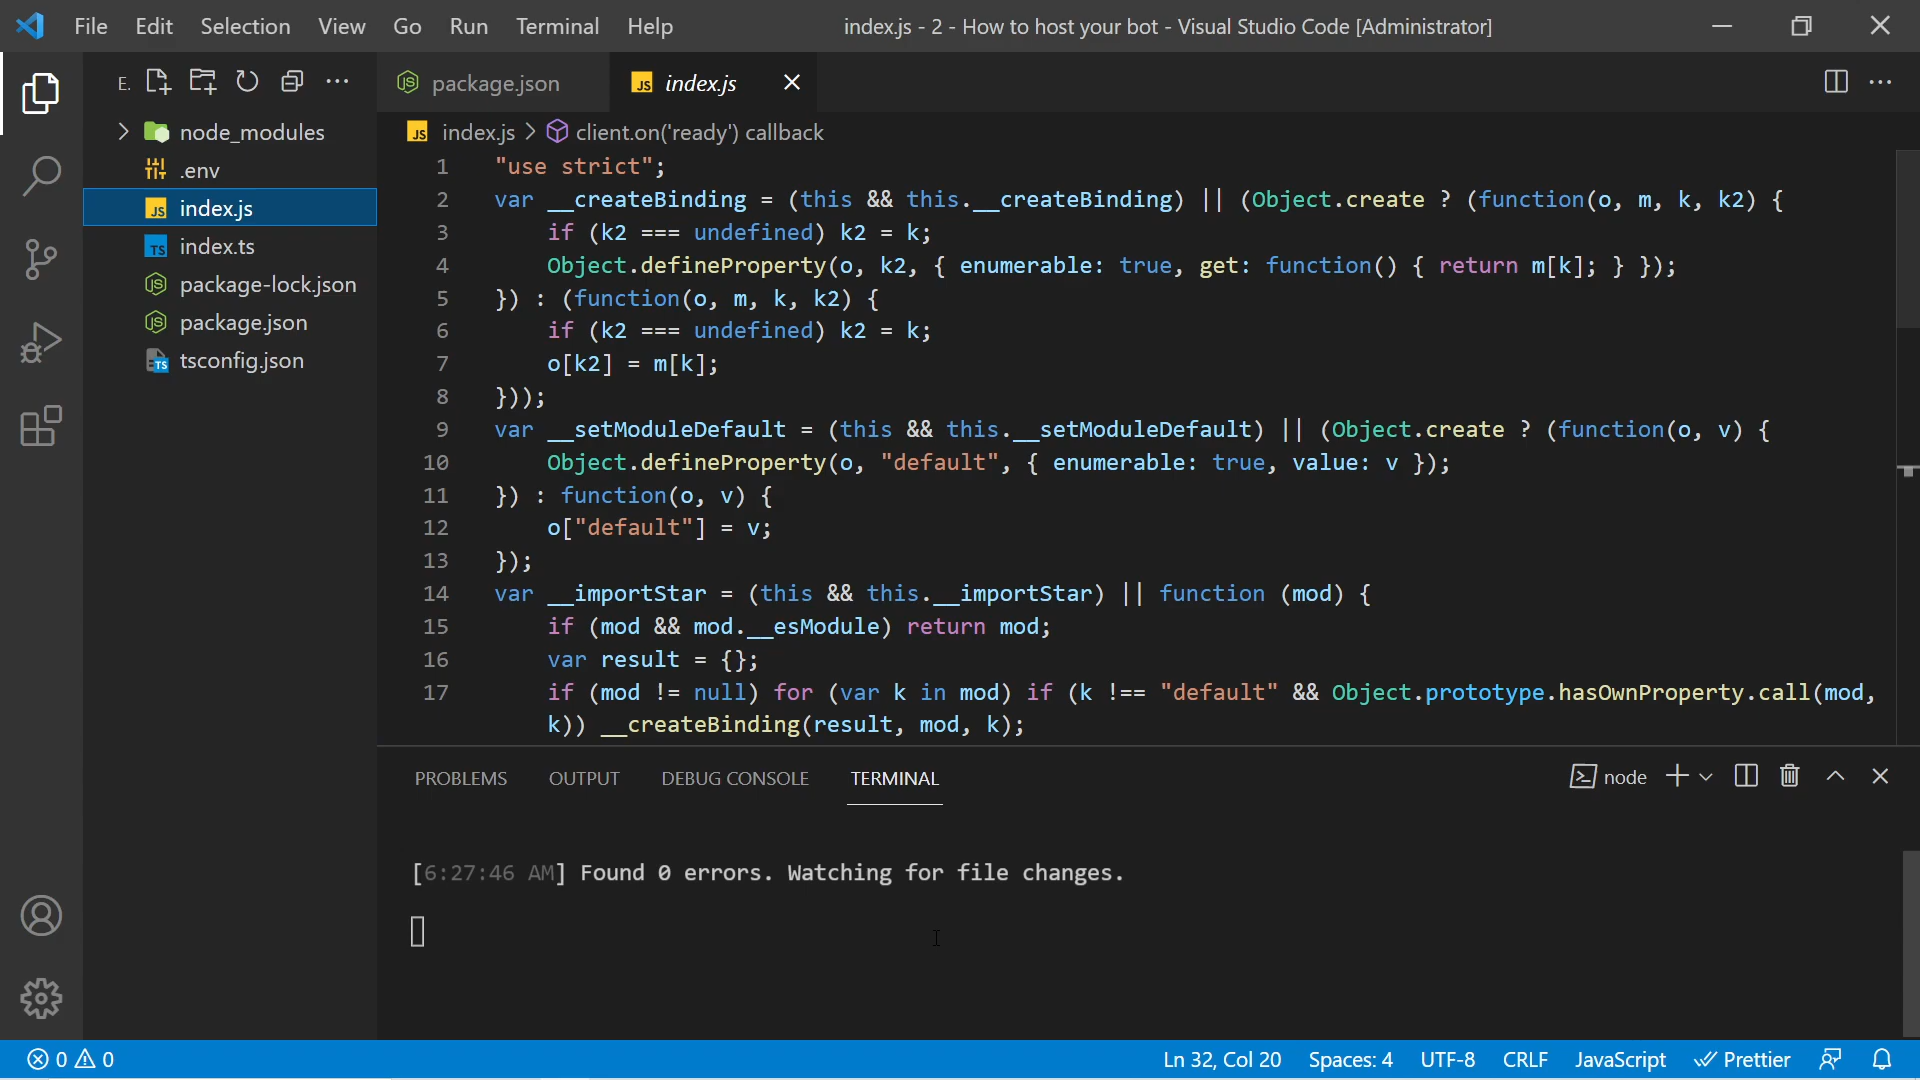 File Edit Selection View Go Run Terminal Help
index.js - 2 - How to host your bot - Visual Studio Code [Administrator]
E.
node_modules
.env
index.js
index.ts
package-lock.json
package.json
tsconfig.json
package.json
index.js
index.js > client.on('ready') callback
1 "use strict";
2 var __createBinding = (this && this.__createBinding) || (Object.create ? (function(o, m, k, k2) {
3 if (k2 === undefined) k2 = k;
4 Object.defineProperty(o, k2, { enumerable: true, get: function() { return m[k]; } });
5 }) : (function(o, m, k, k2) {
6 if (k2 === undefined) k2 = k;
7 o[k2] = m[k];
8 }));
9 var __setModuleDefault = (this && this.__setModuleDefault) || (Object.create ? (function(o, v) {
10 Object.defineProperty(o, "default", { enumerable: true, value: v });
11 }) : function(o, v) {
12 o["default"] = v;
13 });
14 var __importStar = (this && this.__importStar) || function (mod) {
15 if (mod && mod.__esModule) return mod;
16 var result = {};
17 if (mod != null) for (var k in mod) if (k !== "default" && Object.prototype.hasOwnProperty.call(mod,
k)) __createBinding(result, mod, k);
PROBLEMS OUTPUT DEBUG CONSOLE TERMINAL
node
[6:27:46 AM] Found 0 errors. Watching for file changes.
0 0
Ln 32, Col 20 Spaces: 4 UTF-8 CRLF JavaScript Prettier